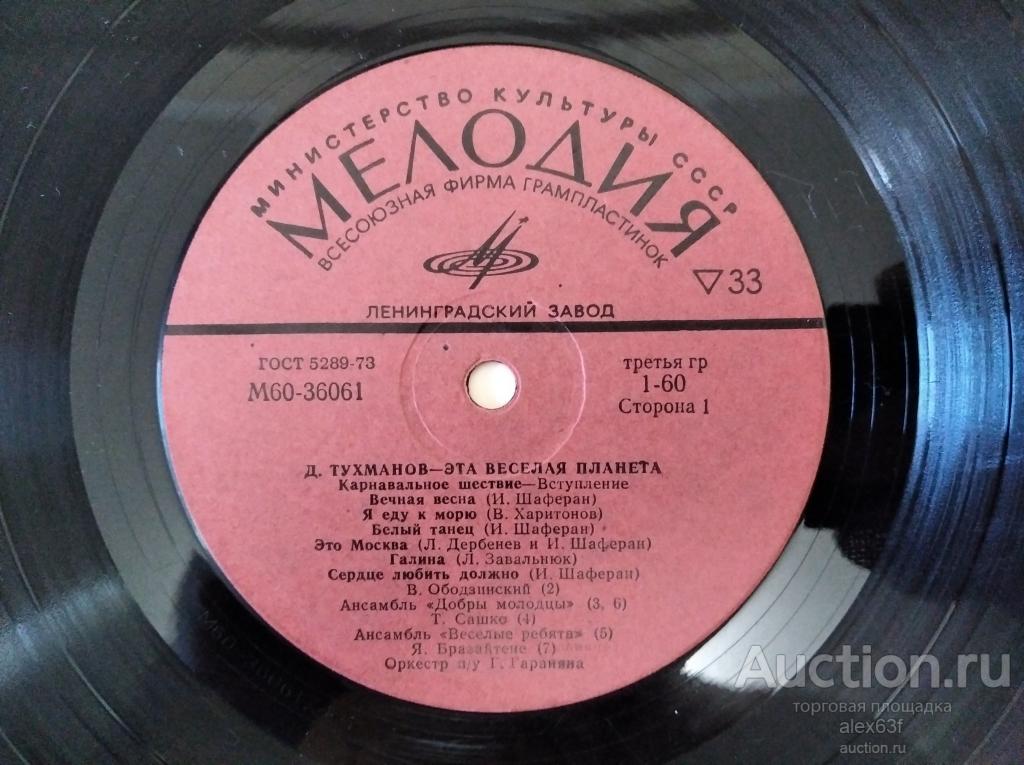 МИНИСТЕРСТВО КУЛЬТУРЫ СССР
МЕЛОДИЯ
ВСЕСОЮЗНАЯ ФИРМА ГРАМПЛАСТИНОК
▽33
ЛЕНИНГРАДСКИЙ ЗАВОД
ГОСТ 5289-73
М60-36061
третья гр
1-60
Сторона 1
Д. ТУХМАНОВ—ЭТА ВЕСЕЛАЯ ПЛАНЕТА
Карнавальное шествие—Вступление
Вечная весна (И. Шаферан)
Я еду к морю (В. Харитонов)
Белый танец (И. Шаферан)
Это Москва (Л. Дербенев и И. Шаферан)
Галина (Л. Завальнюк)
Сердце любить должно (И. Шаферан)
В. Ободзинский (2)
Ансамбль «Добры молодцы» (3, 6)
Т. Сашко (4)
Ансамбль «Веселые ребята» (5)
Я. Бразайтене (7)
Оркестр п/у Г. Гараняна
Auction.ru
торговая площадка
alex63f
auction.ru